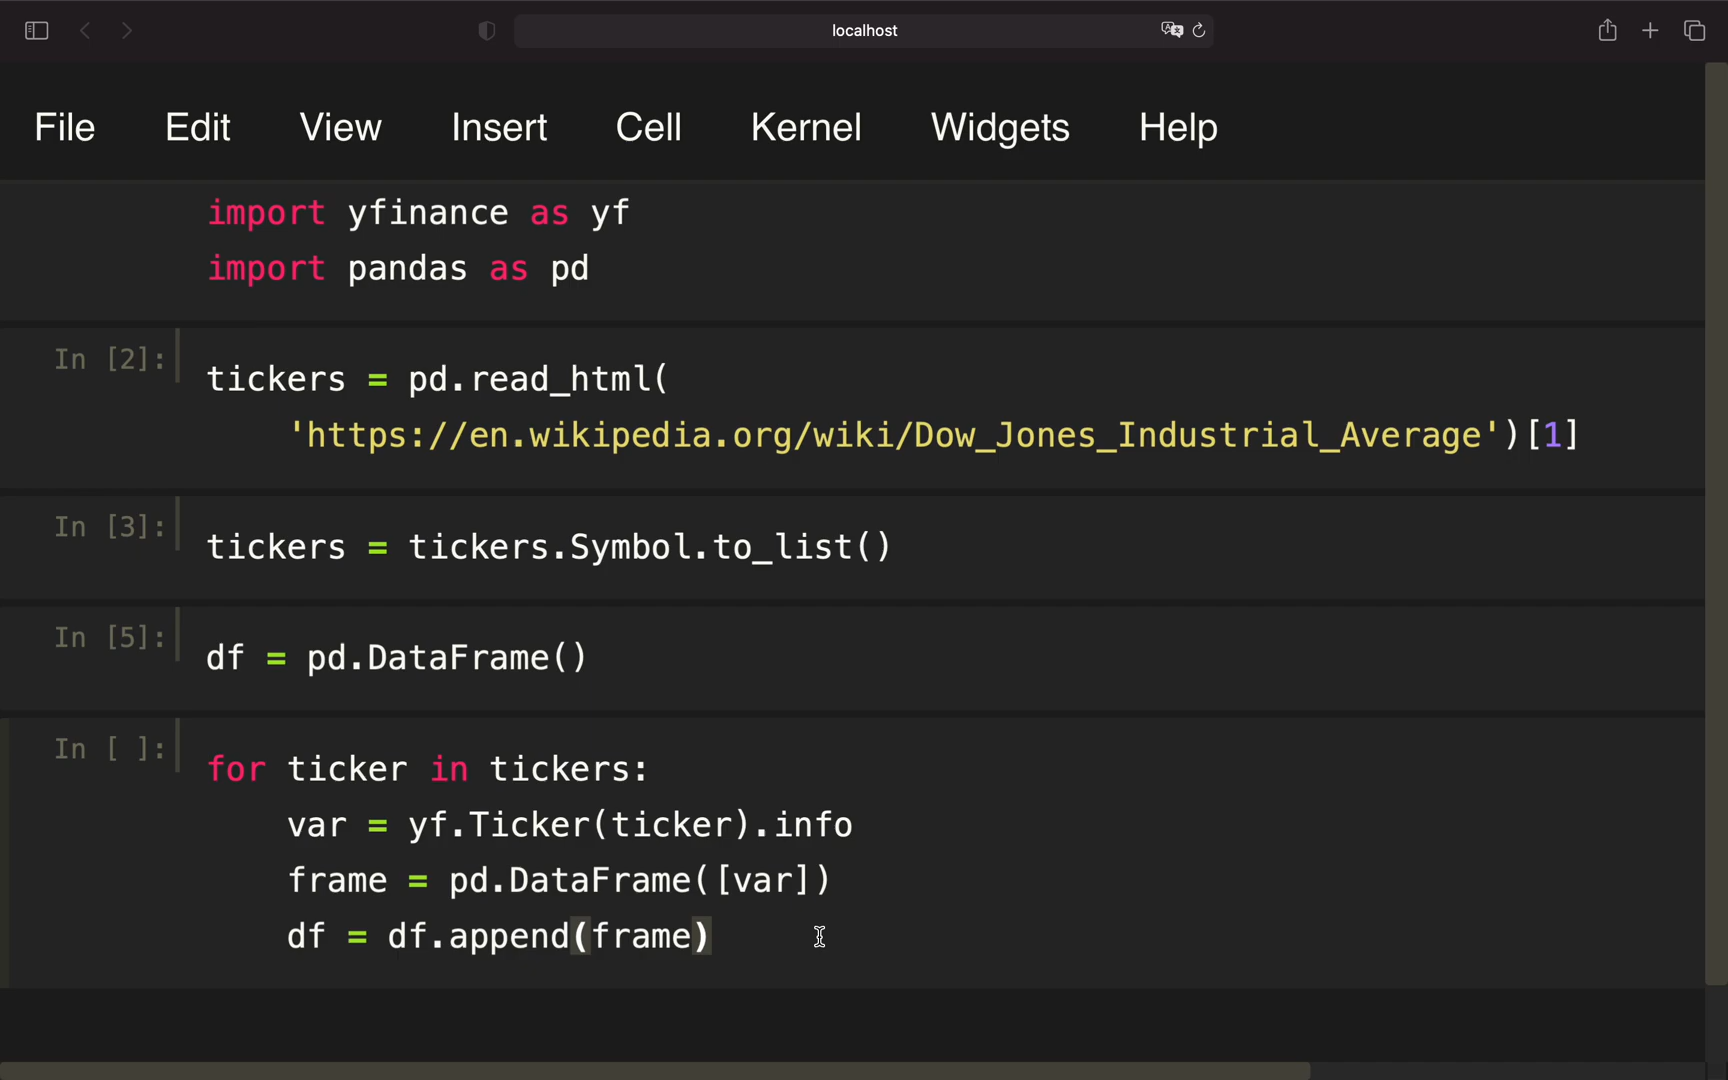 localhost
File Edit View Insert Cell Kernel Widgets Help
import yfinance as yf
import pandas as pd
In [2]: tickers = pd.read_html(
'https://en.wikipedia.org/wiki/Dow_Jones_Industrial_Average')[1]
In [3]: tickers = tickers.Symbol.to_list()
In [5]: df = pd.DataFrame()
In [ ]: for ticker in tickers:
var = yf.Ticker(ticker).info
frame = pd.DataFrame([var])
df = df.append(frame)